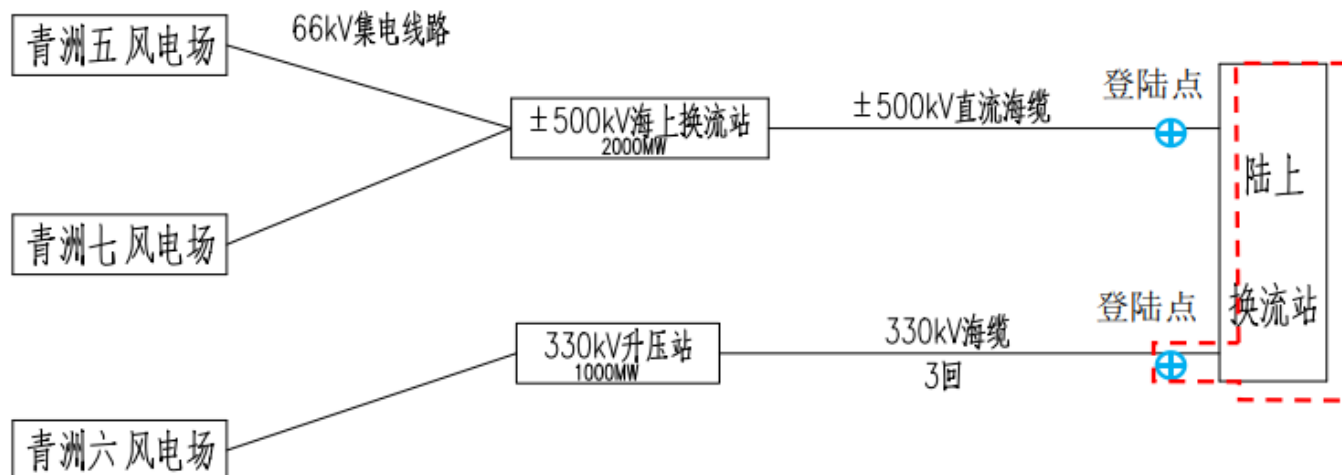 青洲五风电场
66kV集电线路
±500kV海上换流站
2000MW
±500kV直流海缆
登陆点
陆上
换流站
青洲七风电场
330kV升压站
1000MW
330kV海缆
3回
登陆点
青洲六风电场